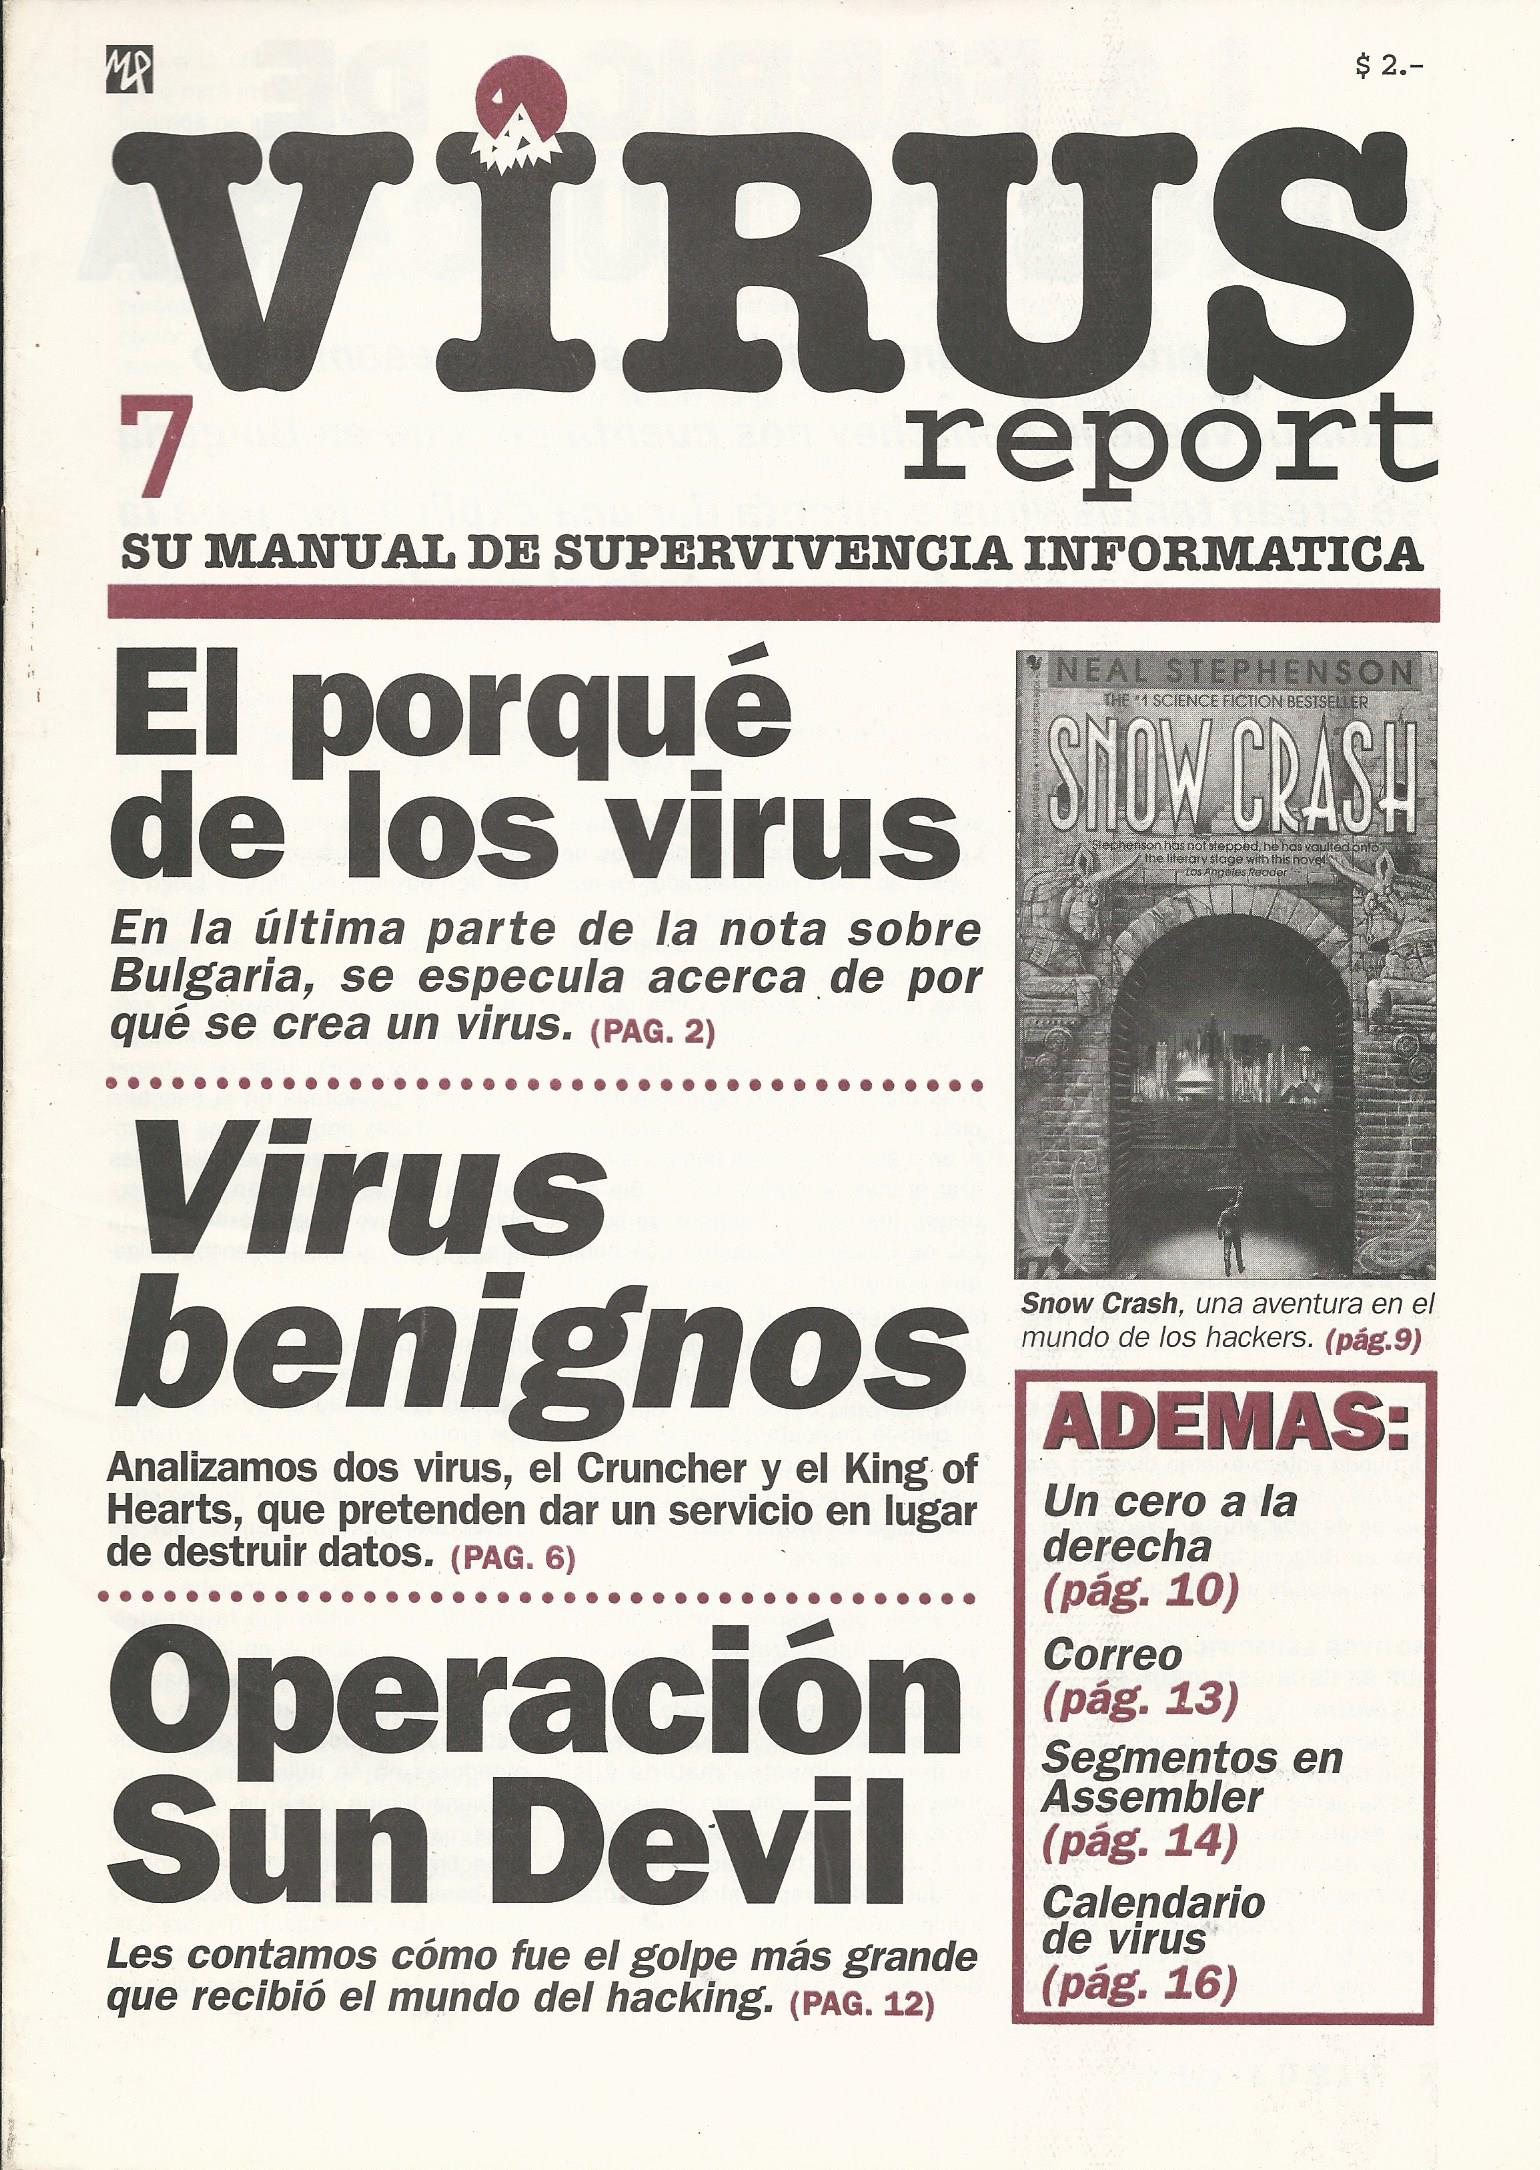 MP
$ 2.-
VIRUS
report
7
SU MANUAL DE SUPERVIVENCIA INFORMATICA
El porqué
de los virus
En la última parte de la nota sobre
Bulgaria, se especula acerca de por
qué se crea un virus. (PAG. 2)
Virus
benignos
Analizamos dos virus, el Cruncher y el King of
Hearts, que pretenden dar un servicio en lugar
de destruir datos. (PAG. 6)
Operación
Sun Devil
Les contamos cómo fue el golpe más grande
que recibió el mundo del hacking. (PAG. 12)
NEAL STEPHENSON
THE #1 SCIENCE FICTION BESTSELLER
SNOW CRASH
"Stephenson has not stepped, he has vaulted onto
the literary stage with this novel."
Los Angeles Reader
Snow Crash, una aventura en el
mundo de los hackers. (pág.9)
ADEMAS:
Un cero a la
derecha
(pág. 10)
Correo
(pág. 13)
Segmentos en
Assembler
(pág. 14)
Calendario
de virus
(pág. 16)